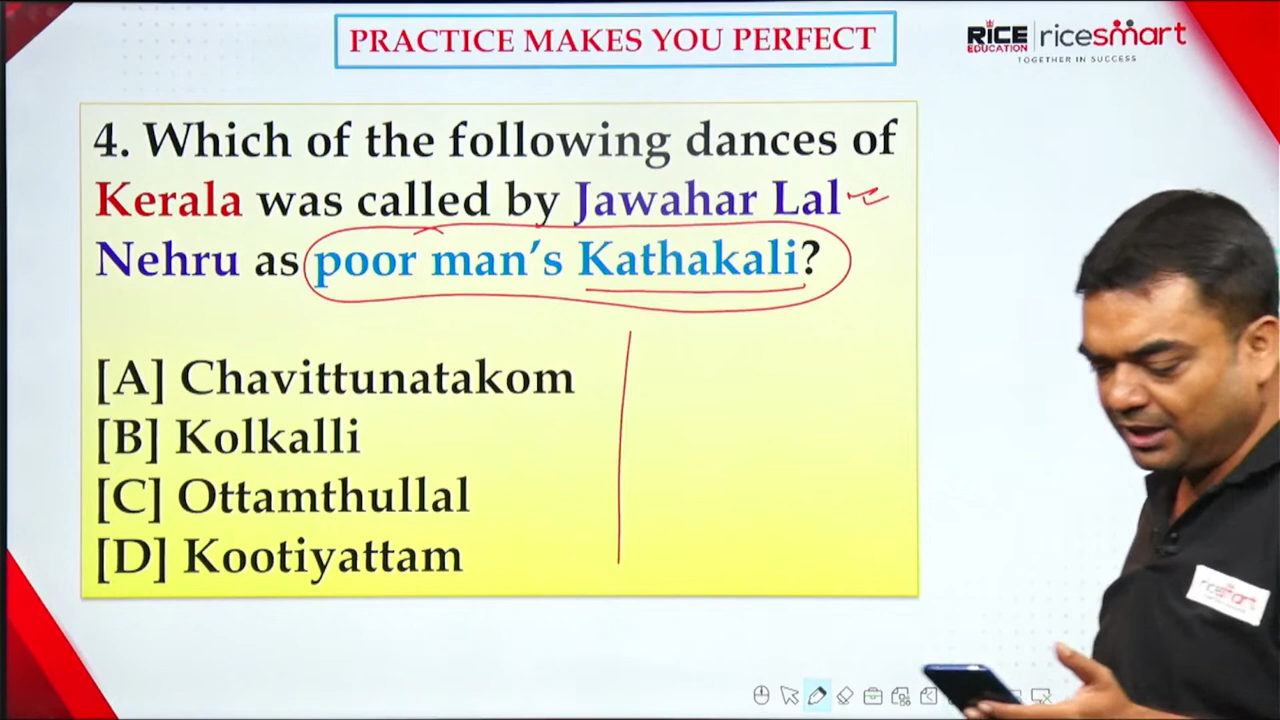 PRACTICE MAKES YOU PERFECT
RICE
EDUCATION
ricesmart
TOGETHER IN SUCCESS
4. Which of the following dances of
Kerala was called by Jawahar Lal
Nehru as poor man's Kathakali?
[A] Chavittunatakom
[B] Kolkalli
[C] Ottamthullal
[D] Kootiyattam
ricesmart